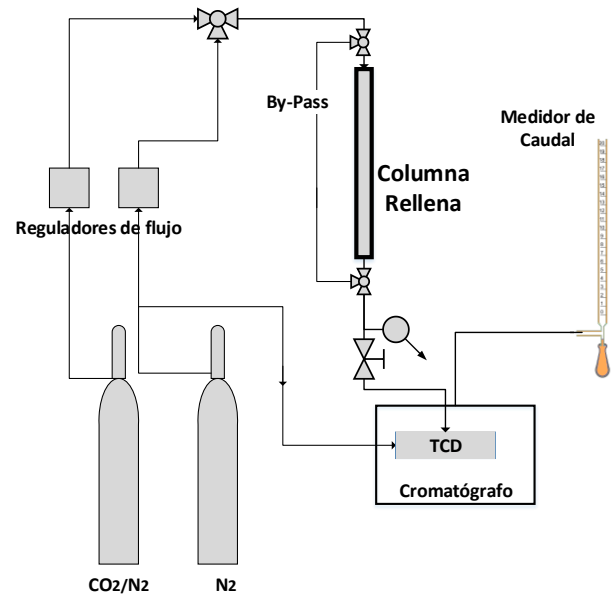 By-Pass
Medidor de
Caudal
Columna
Rellena
Reguladores de flujo
TCD
Cromatógrafo
CO2/N2
N2